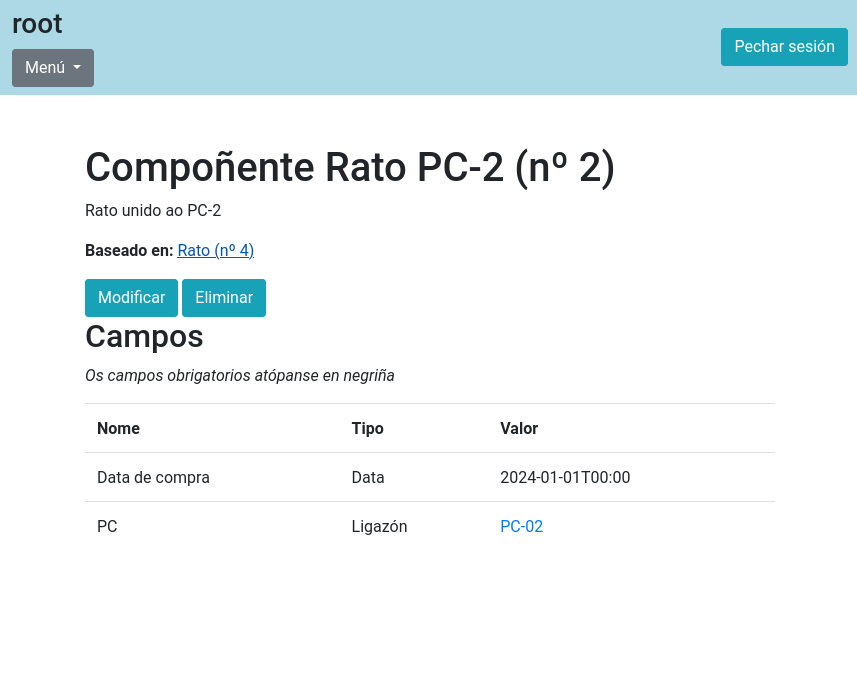 root
Menú
Pechar sesión
Compoñente Rato PC-2 (nº 2)
Rato unido ao PC-2
Baseado en: Rato (nº 4)
Modificar Eliminar
Campos
Os campos obrigatorios atópanse en negriña
Nome Tipo Valor
Data de compra Data 2024-01-01T00:00
PC Ligazón PC-02